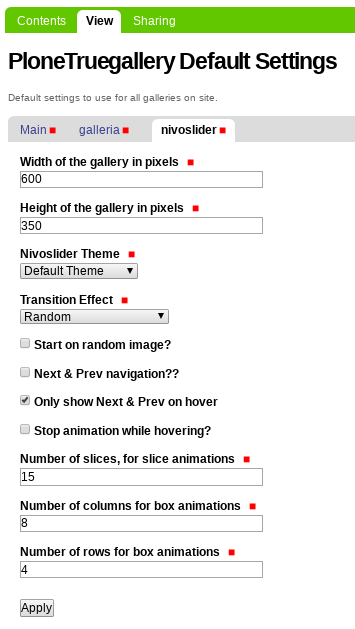 Contents View Sharing
PloneTruegallery Default Settings
Default settings to use for all galleries on site.
Main galleria nivoslider
Width of the gallery in pixels
600
Height of the gallery in pixels
350
Nivoslider Theme
Default Theme
Transition Effect
Random
Start on random image?
Next & Prev navigation??
Only show Next & Prev on hover
Stop animation while hovering?
Number of slices, for slice animations
15
Number of columns for box animations
8
Number of rows for box animations
4
Apply